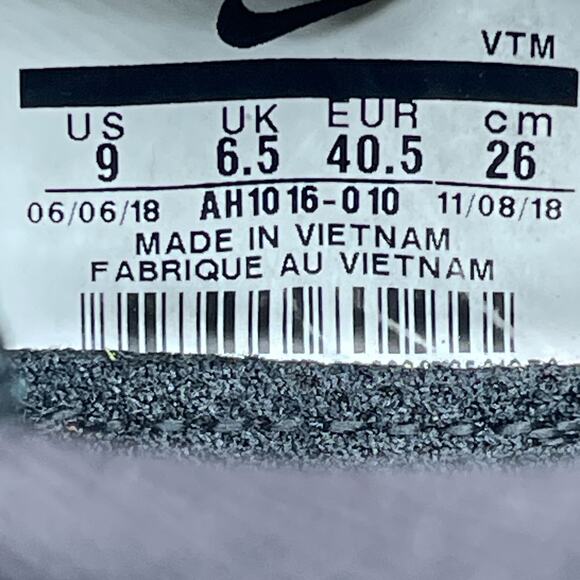 VTM
US UK EUR cm
9 6.5 40.5 26
06/06/18 AH1016-010 11/08/18
MADE IN VIETNAM
FABRIQUE AU VIETNAM